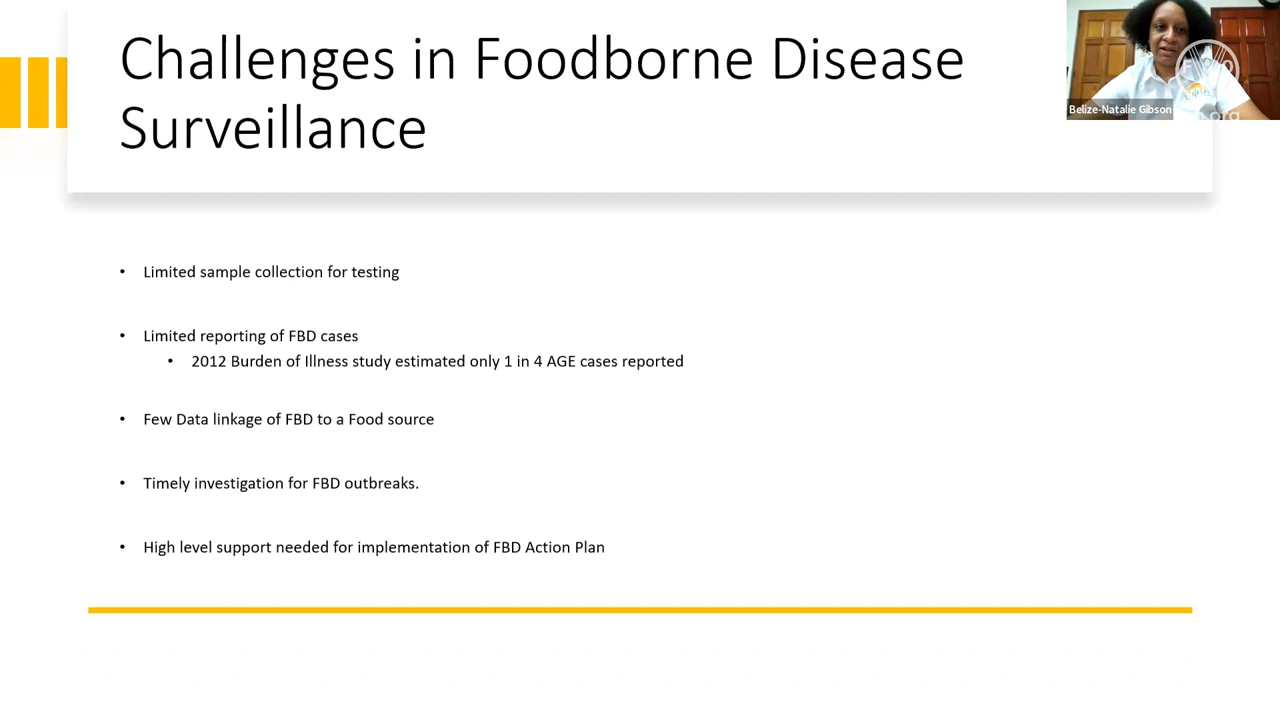 Challenges in Foodborne Disease
Surveillance
Belize-Natalie Gibson
• Limited sample collection for testing
• Limited reporting of FBD cases
• 2012 Burden of Illness study estimated only 1 in 4 AGE cases reported
• Few Data linkage of FBD to a Food source
• Timely investigation for FBD outbreaks.
• High level support needed for implementation of FBD Action Plan